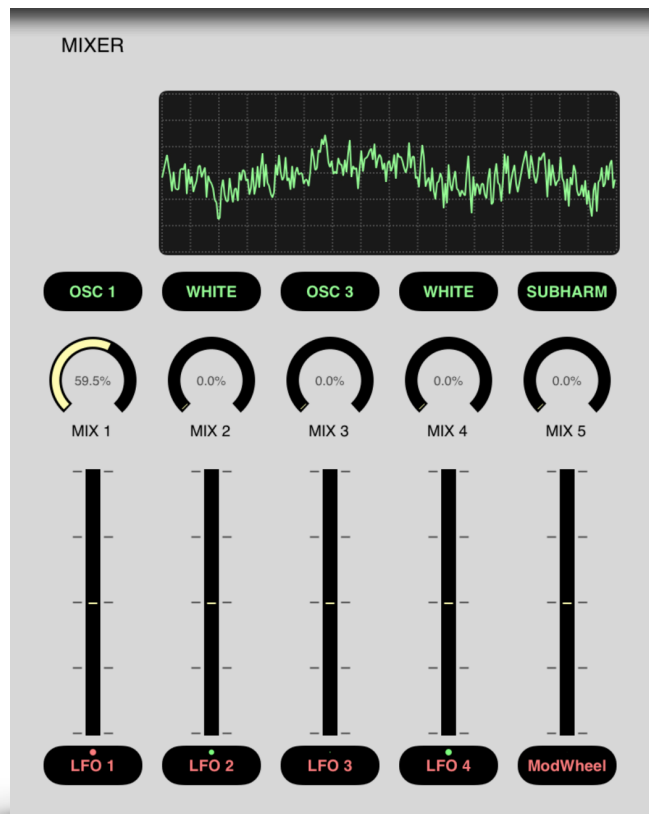 MIXER
OSC 1 WHITE OSC 3 WHITE SUBHARM
59.5% 0.0% 0.0% 0.0% 0.0%
MIX 1 MIX 2 MIX 3 MIX 4 MIX 5
LFO 1 LFO 2 LFO 3 LFO 4 ModWheel